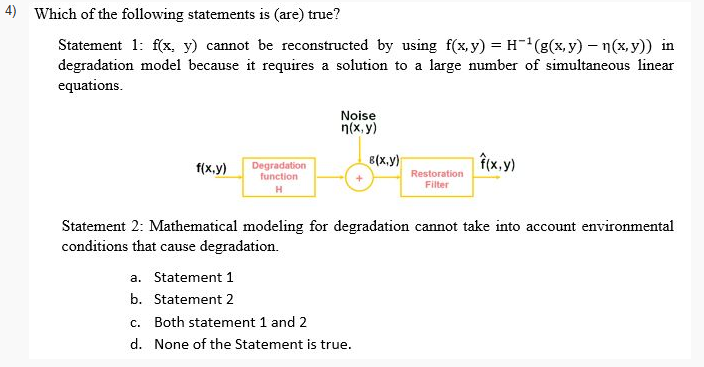 4) Which of the following statements is (are) true?
Statement 1: f(x, y) cannot be reconstructed by using f(x, y) = H⁻¹(g(x, y) − η(x, y)) in
degradation model because it requires a solution to a large number of simultaneous linear
equations.
Noise
η(x,y)
f(x,y)
Degradation
function
H
+
g(x,y)
Restoration
Filter
f̂(x,y)
Statement 2: Mathematical modeling for degradation cannot take into account environmental
conditions that cause degradation.
a. Statement 1
b. Statement 2
c. Both statement 1 and 2
d. None of the Statement is true.